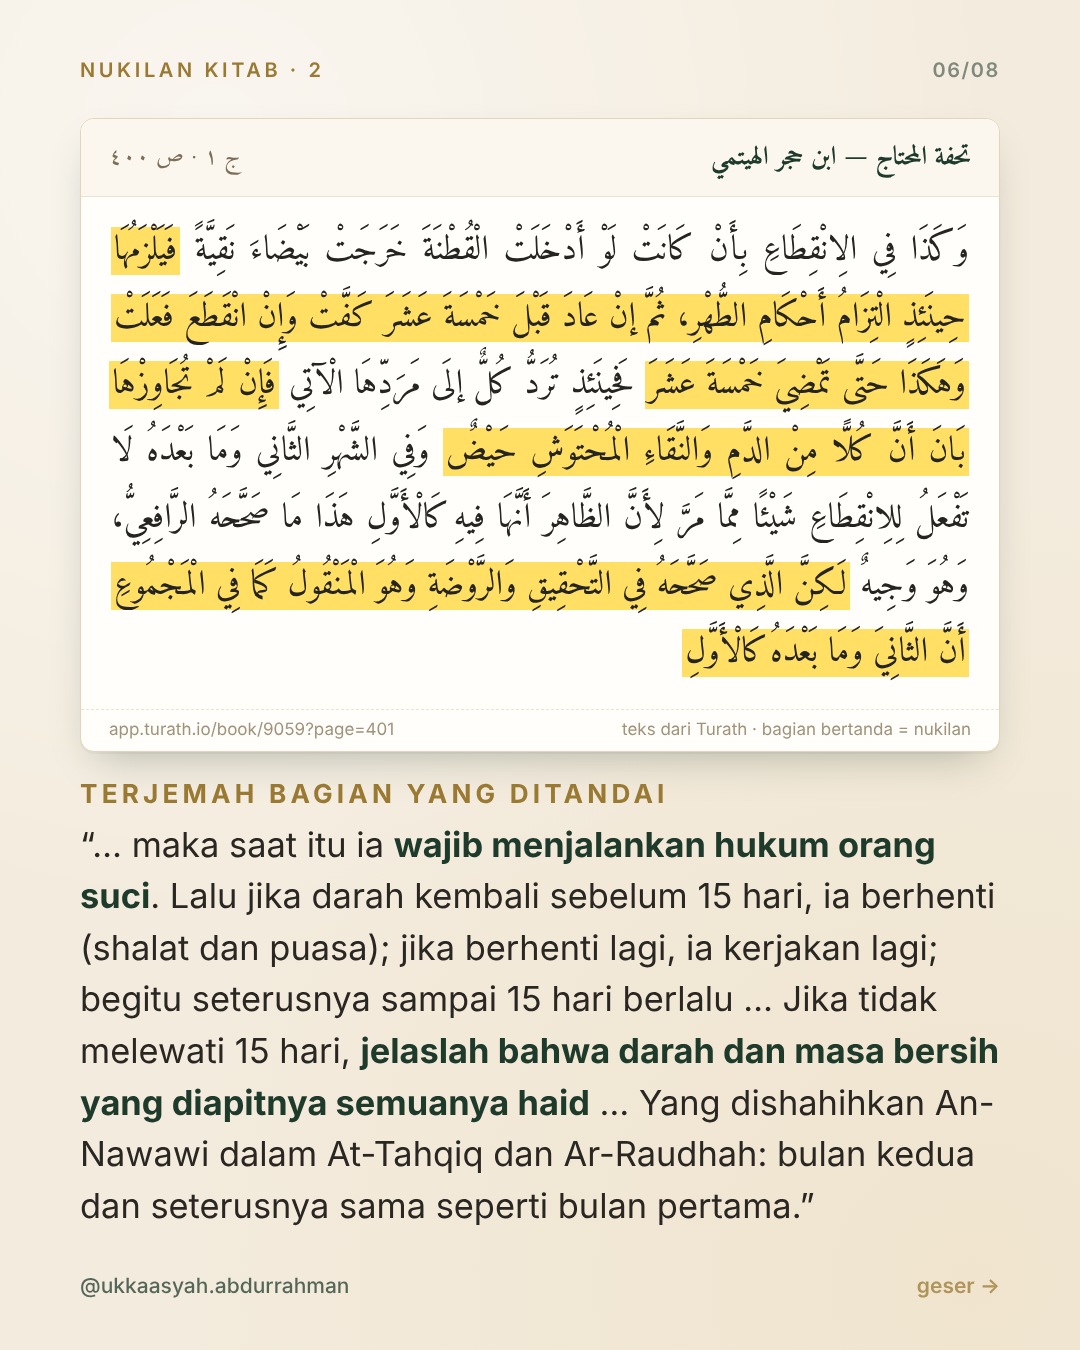 NUKILAN KITAB · 2
06/08
تحفة المحتاج — ابن حجر الهيتمي
ج ١ · ص ٤٠٠
وَكَذَا فِي الِانْقِطَاعِ بِأَنْ كَانَتْ لَوْ أَدْخَلَتْ الْقُطْنَةَ خَرَجَتْ بَيْضَاءَ نَقِيَّةً فَيَلْزَمُهَا
حِينَئِذٍ الْتِزَامُ أَحْكَامِ الطُّهْرِ، ثُمَّ إنْ عَادَ قَبْلَ خَمْسَةَ عَشَرَ كَفَّتْ وَإِنْ انْقَطَعَ فَعَلَتْ
وَهَكَذَا حَتَّى تَمْضِيَ خَمْسَةَ عَشَرَ فَحِينَئِذٍ تُرَدُّ كُلٌّ إلَى مَرَدِّهَا الْآتِي فَإِنْ لَمْ تُجَاوِزْهَا
بَانَ أَنَّ كُلًّا مِنْ الدَّمِ وَالنَّقَاءِ الْمُحْتَوَشِ حَيْضٌ وَفِي الشَّهْرِ الثَّانِي وَمَا بَعْدَهُ لَا
تَفْعَلُ لِلِانْقِطَاعِ شَيْئًا مِمَّا مَرَّ لِأَنَّ الظَّاهِرَ أَنَّهَا فِيهِ كَالْأَوَّلِ هَذَا مَا صَحَّحَهُ الرَّافِعِيُّ،
وَهُوَ وَجِيهٌ لَكِنَّ الَّذِي صَحَّحَهُ فِي التَّحْقِيقِ وَالرَّوْضَةِ وَهُوَ الْمَنْقُولُ كَمَا فِي الْمَجْمُوعِ
أَنَّ الثَّانِيَ وَمَا بَعْدَهُ كَالْأَوَّلِ
app.turath.io/book/9059?page=401
teks dari Turath · bagian bertanda = nukilan
TERJEMAH BAGIAN YANG DITANDAI
“... maka saat itu ia wajib menjalankan hukum orang
suci. Lalu jika darah kembali sebelum 15 hari, ia berhenti
(shalat dan puasa); jika berhenti lagi, ia kerjakan lagi;
begitu seterusnya sampai 15 hari berlalu ... Jika tidak
melewati 15 hari, jelaslah bahwa darah dan masa bersih
yang diapitnya semuanya haid ... Yang dishahihkan An-
Nawawi dalam At-Tahqiq dan Ar-Raudhah: bulan kedua
dan seterusnya sama seperti bulan pertama.”
@ukkaasyah.abdurrahman
geser →